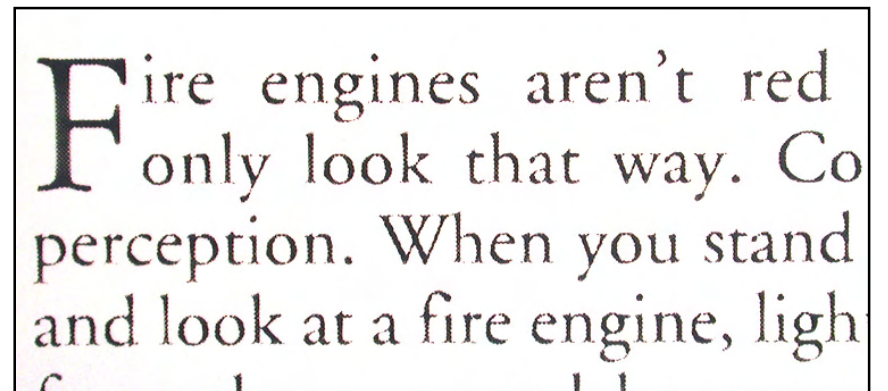 Fire engines aren't red
only look that way. Co
perception. When you stand
and look at a fire engine, ligh